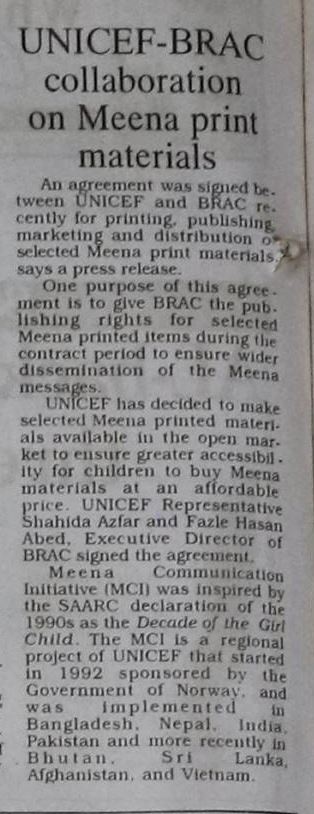 UNICEF-BRAC
collaboration
on Meena print
materials
An agreement was signed be-
tween UNICEF and BRAC re-
cently for printing, publishing,
marketing and distribution of
selected Meena print materials,
says a press release.
One purpose of this agree-
ment is to give BRAC the pub-
lishing rights for selected
Meena printed items during the
contract period to ensure wider
dissemination of the Meena
messages.
UNICEF has decided to make
selected Meena printed materi-
als available in the open mar-
ket to ensure greater accessibil-
ity for children to buy Meena
materials at an affordable
price. UNICEF Representative
Shahida Azfar and Fazle Hasan
Abed, Executive Director of
BRAC signed the agreement.
Meena Communication
Initiative (MCI) was inspired by
the SAARC declaration of the
1990s as the Decade of the Girl
Child. The MCI is a regional
project of UNICEF that started
in 1992 sponsored by the
Government of Norway, and
was implemented in
Bangladesh, Nepal, India,
Pakistan and more recently in
Bhutan, Sri Lanka,
Afghanistan, and Vietnam.